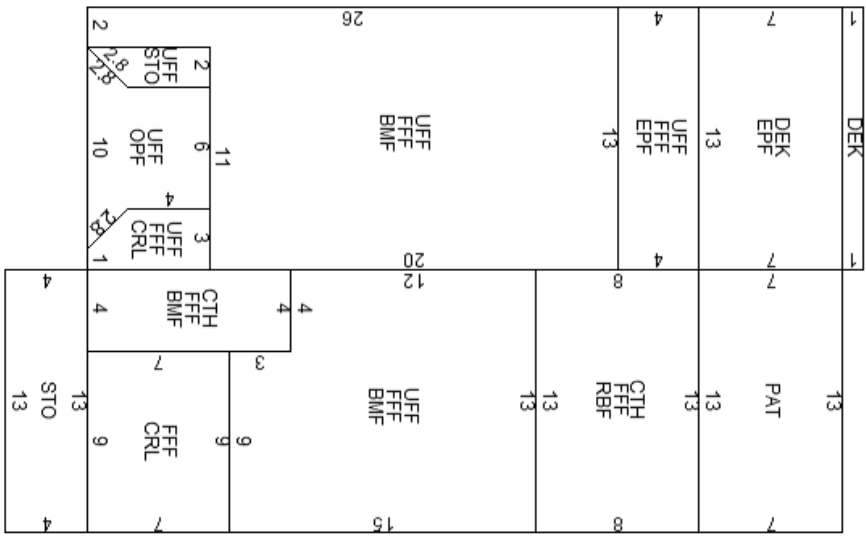 2
26
4
7
1
2.8
2.8
UFF
STO
2
10
UFF
OPF
6
11
4
UFF
FFF
BMF
13
UFF
FFF
EPF
13
DEK
EPF
DEK
2.8
UFF
FFF
CRL
3
1
20
4
7
1
4
12
8
7
4
CTH
FFF
BMF
4
4
7
3
13
STO
13
9
FFF
CRL
9
9
UFF
FFF
BMF
13
13
CTH
FFF
RBF
13
13
PAT
13
4
7
15
8
7